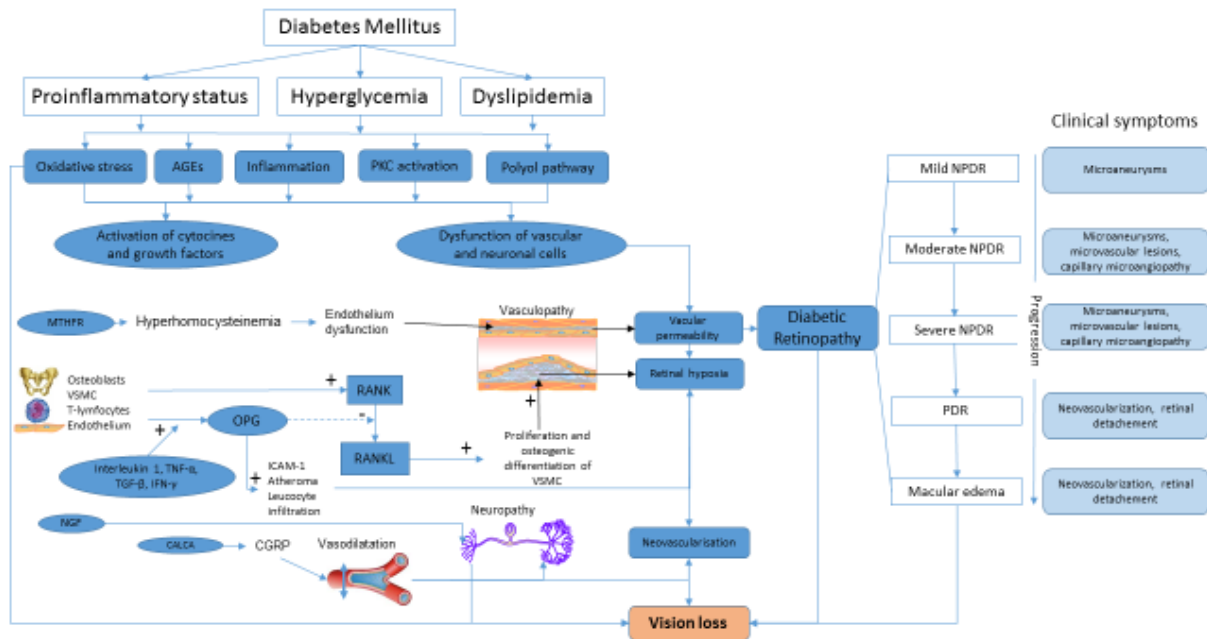 Diabetes Mellitus
Proinflammatory status
Hyperglycemia
Dyslipidemia
Oxidative stress
AGEs
Inflammation
PKC activation
Polyol pathway
Activation of cytocines
and growth factors
Dysfunction of vascular
and neuronal cells
MTHFR
Hyperhomocysteinemia
Endothelium
dysfunction
Vasculopathy
Vacular
permeability
Diabetic
Retinopathy
Retinal hypoxia
Osteoblasts
VSMC
T-lymfocytes
Endothelium
+
RANK
+
OPG
-
RANKL
+
+
Proliferation and
osteogenic
differentiation of
VSMC
Interleukin 1, TNF-α,
TGF-β, IFN-γ
+
ICAM-1
Atheroma
Leucocyte
infiltration
NGF
Neuropathy
CALCA
CGRP
Vasodilatation
Neovascularisation
Vision loss
Mild NPDR
Moderate NPDR
Severe NPDR
PDR
Macular edema
Progression
Clinical symptoms
Microaneurysms
Microaneurysms,
microvascular lesions,
capillary microangiopathy
Microaneurysms,
microvascular lesions,
capillary microangiopathy
Neovascularization, retinal
detachement
Neovascularization, retinal
detachement